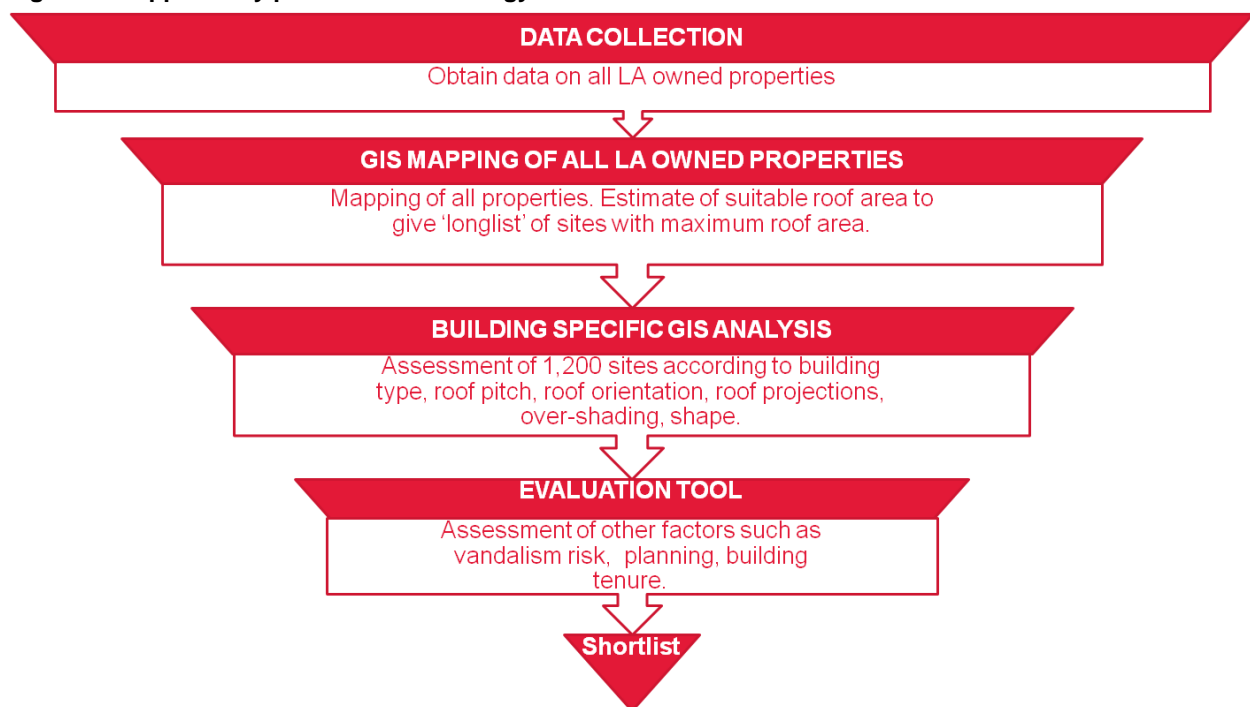 DATA COLLECTION
Obtain data on all LA owned properties
GIS MAPPING OF ALL LA OWNED PROPERTIES
Mapping of all properties. Estimate of suitable roof area to
give ‘longlist’ of sites with maximum roof area.
BUILDING SPECIFIC GIS ANALYSIS
Assessment of 1,200 sites according to building
type, roof pitch, roof orientation, roof projections,
over-shading, shape.
EVALUATION TOOL
Assessment of other factors such as
vandalism risk, planning, building
tenure.
Shortlist